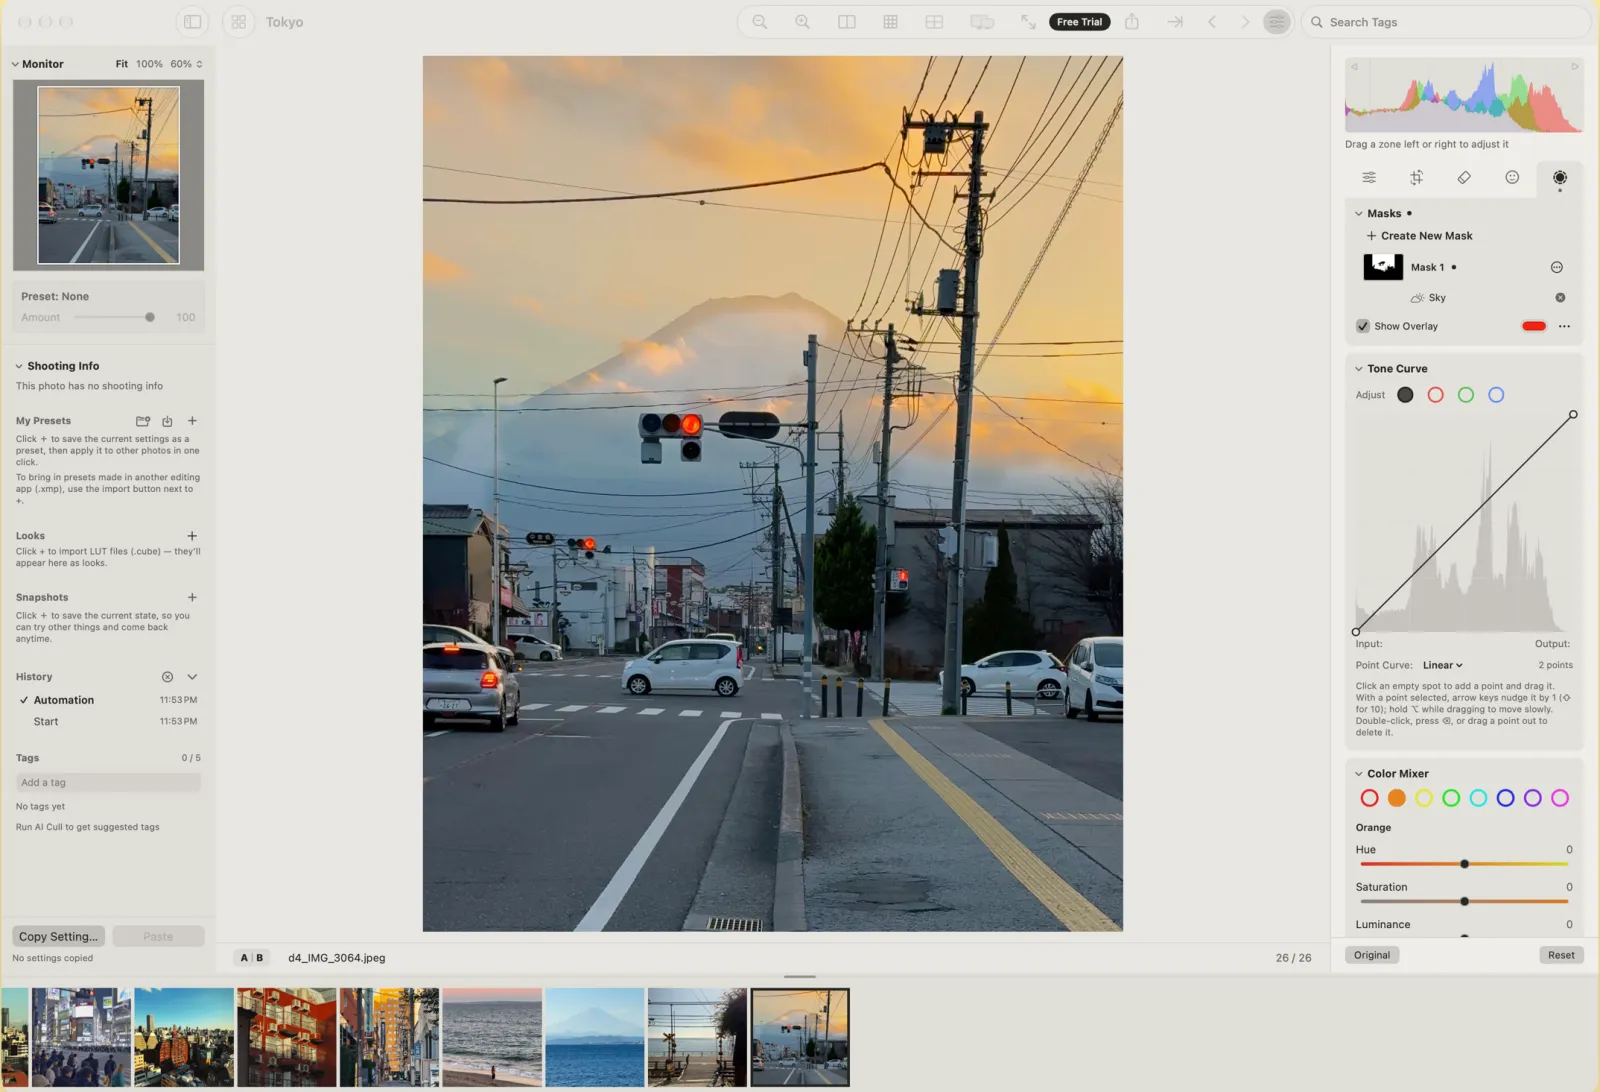 Tokyo
Free Trial
Search Tags
Monitor
Fit 100% 60%
Preset: None
Amount 100
Shooting Info
This photo has no shooting info
My Presets
Click + to save the current settings as a
preset, then apply it to other photos in one
click.
To bring in presets made in another editing
app (.xmp), use the import button next to
+.
Looks
Click + to import LUT files (.cube) — they'll
appear here as looks.
Snapshots
Click + to save the current state, so you
can try other things and come back
anytime.
History
Automation 11:53 PM
Start 11:53 PM
Tags 0 / 5
Add a tag
No tags yet
Run AI Cull to get suggested tags
Copy Setting...
Paste
No settings copied
A B
d4_IMG_3064.jpeg
26 / 26
Drag a zone left or right to adjust it
Masks
+ Create New Mask
Mask 1
Sky
Show Overlay
Tone Curve
Adjust
Input: Output:
Point Curve: Linear 2 points
Click an empty spot to add a point and drag it.
With a point selected, arrow keys nudge it by 1 (⇧
for 10); hold ⌥ while dragging to move slowly.
Double-click, press ⌫, or drag a point out to
delete it.
Color Mixer
Orange
Hue 0
Saturation 0
Luminance 0
Original
Reset